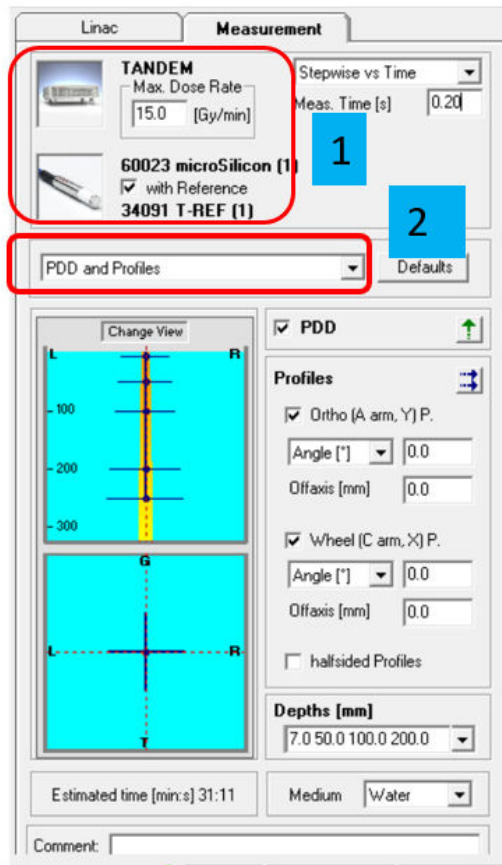 Linac
Measurement
TANDEM
Max. Dose Rate
15.0 [Gy/min]
Stepwise vs Time
Meas. Time [s] 0.20
1
60023 microSilicon (1)
with Reference
34091 T-REF (1)
2
PDD and Profiles
Defaults
Change View
L R
- 100
- 200
- 300
G
L R
T
PDD
Profiles
Ortho (A arm, Y) P.
Angle [°] 0.0
Offaxis [mm] 0.0
Wheel (C arm, X) P.
Angle [°] 0.0
Offaxis [mm] 0.0
halfsided Profiles
Depths [mm]
7.0 50.0 100.0 200.0
Estimated time [min:s] 31:11
Medium Water
Comment: